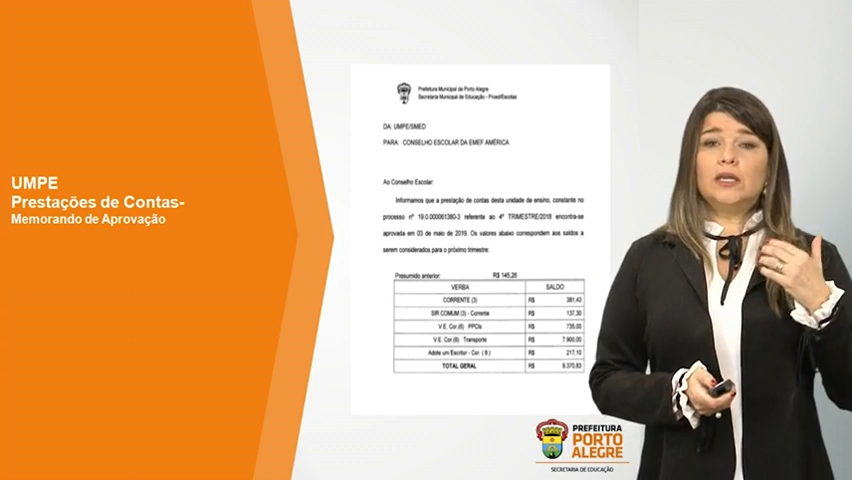 UMPE
Prestações de Contas-
Memorando de Aprovação
Prefeitura Municipal de Porto Alegre
Secretaria Municipal de Educação - Proed/Escolas
DA: UMPE/SMED
PARA: CONSELHO ESCOLAR DA EMEF AMÉRICA
Ao Conselho Escolar:
Informamos que a prestação de contas desta unidade de ensino, constante no
processo nº 19.0.000061380-3 referente ao 4º TRIMESTRE/2018 encontra-se
aprovada em 03 de maio de 2019. Os valores abaixo correspondem aos saldos a
serem considerados para o próximo trimestre:
Presumido anterior: R$ 145,26
VERBA SALDO
CORRENTE (3) R$ 381,43
SIR COMUM (3) - Corrente R$ 137,30
V.E. Cor.(6) PPCIs R$ 735,00
V.E. Cor.(6) Transporte R$ 7.900,00
Adote um Escritor - Cor. ( 8 ) R$ 217,10
TOTAL GERAL R$ 9.370,83
PREFEITURA
PORTO
ALEGRE
SECRETARIA DE EDUCAÇÃO